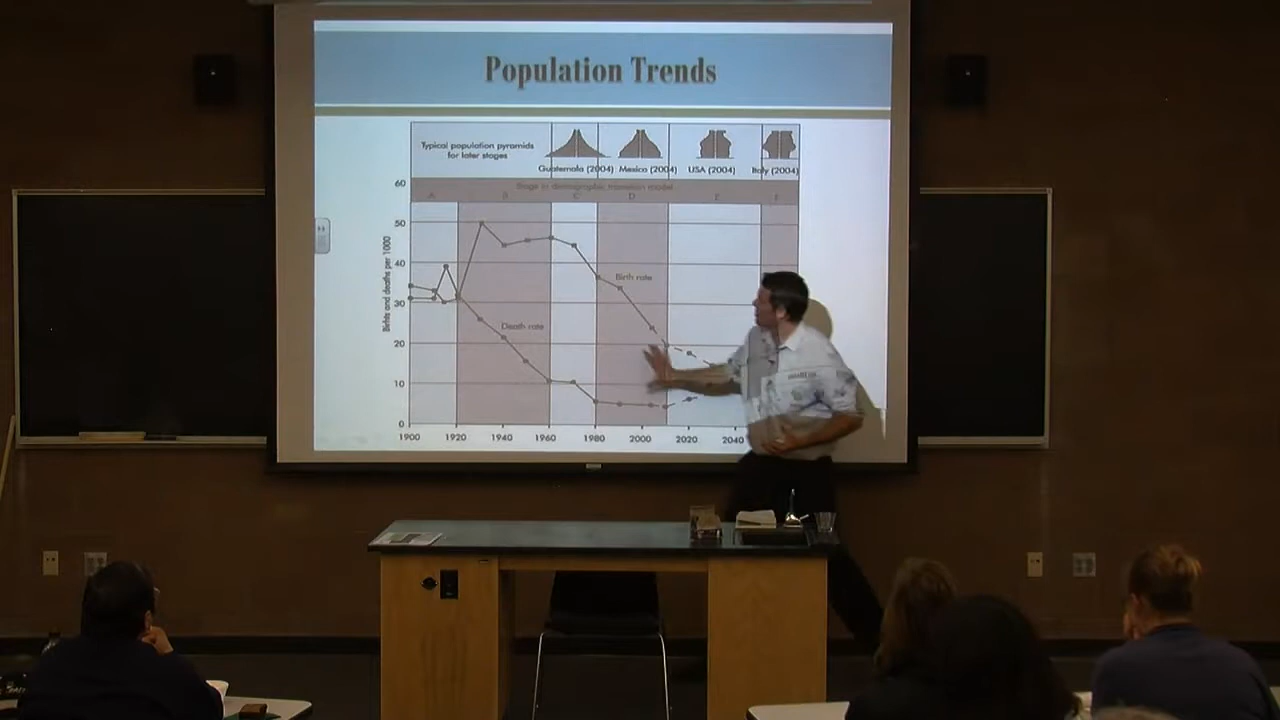 Population Trends
Typical population pyramids
for later stages
Guatemala (2004)
Mexico (2004)
USA (2004)
Italy (2004)
Stage in demographic transition model
A B C D E
Births and deaths per 1000
60
50
40
30
20
10
0
Birth rate
Death rate
1900 1920 1940 1960 1980 2000 2020 2040